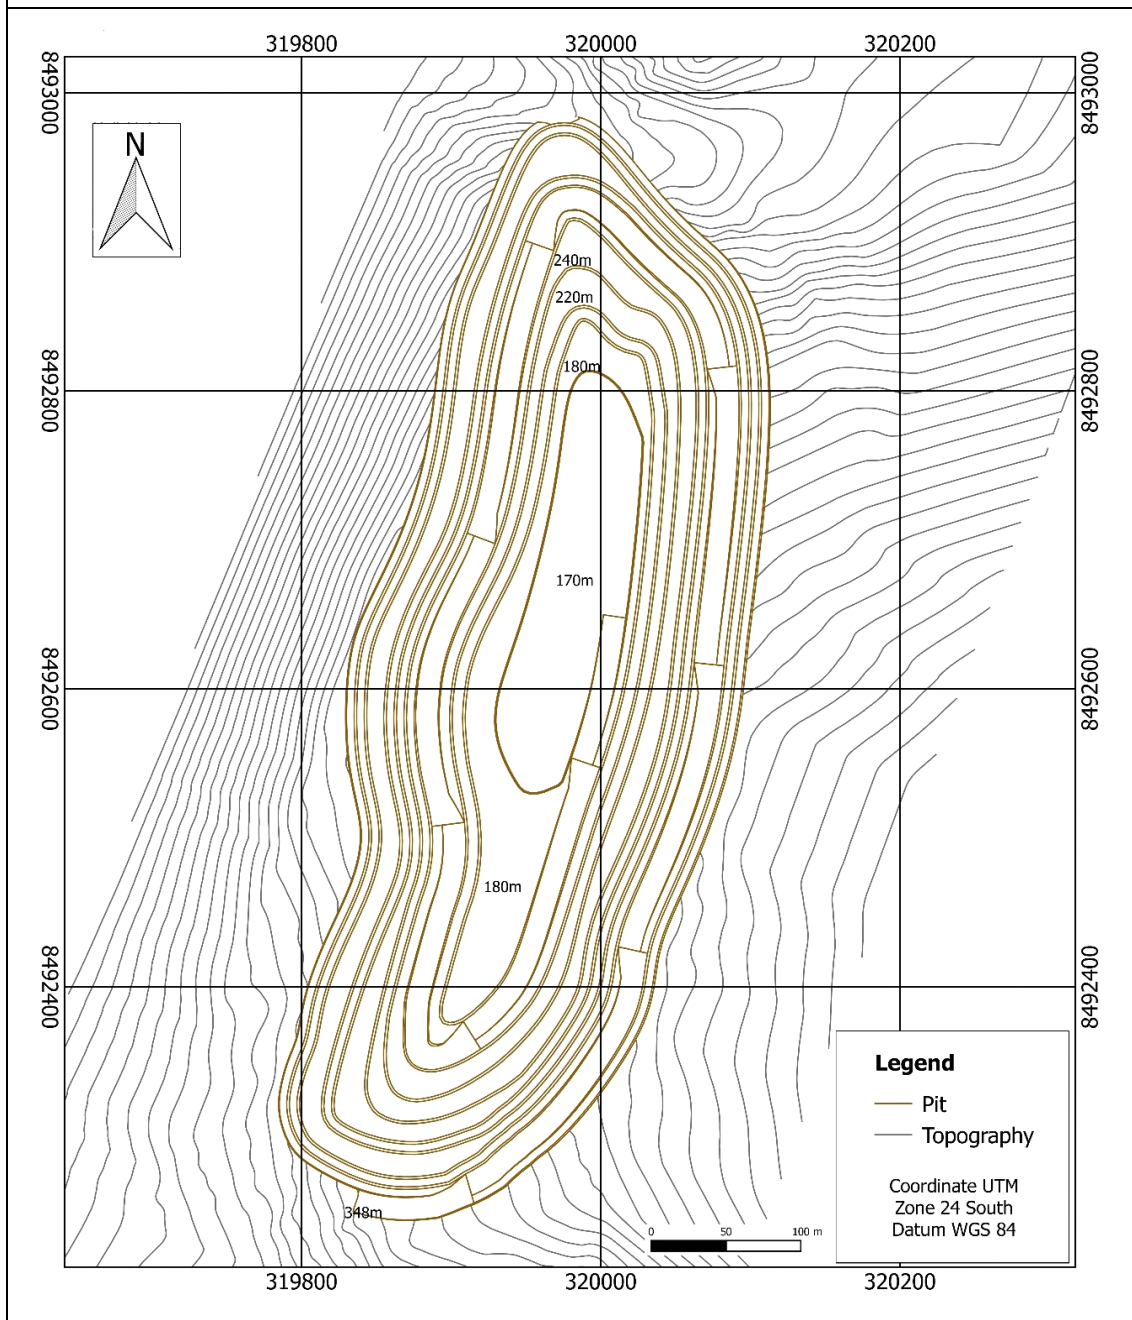 319800 320000 320200
8493000 8493000
N
240m
220m
180m
8492800 8492800
170m
8492600 8492600
180m
8492400 8492400
348m
Legend
Pit
Topography
Coordinate UTM
Zone 24 South
Datum WGS 84
0 50 100 m
319800 320000 320200